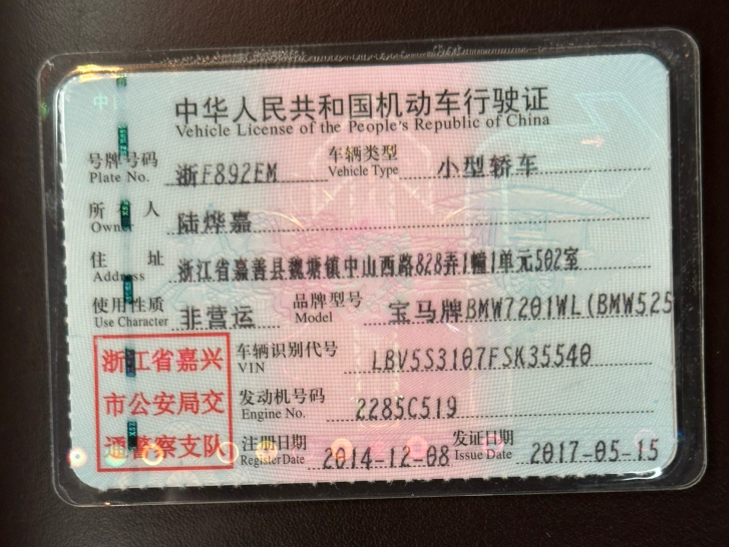 中华人民共和国机动车行驶证
Vehicle License of the People's Republic of China
号牌号码 浙F892EM 车辆类型 小型轿车
Plate No. Vehicle Type
所有人 陆烨嘉
Owner
住址 浙江省嘉善县魏塘镇中山西路828弄1幢1单元502室
Address
使用性质 非营运 品牌型号 宝马牌BMW7201WL(BMW525
Use Character Model
浙江省嘉兴 车辆识别代号 LBV5S3107FSK35540
VIN
市公安局交 发动机号码 2285C519
Engine No.
通警察支队 注册日期 2014-12-08 发证日期 2017-05-15
Register Date Issue Date